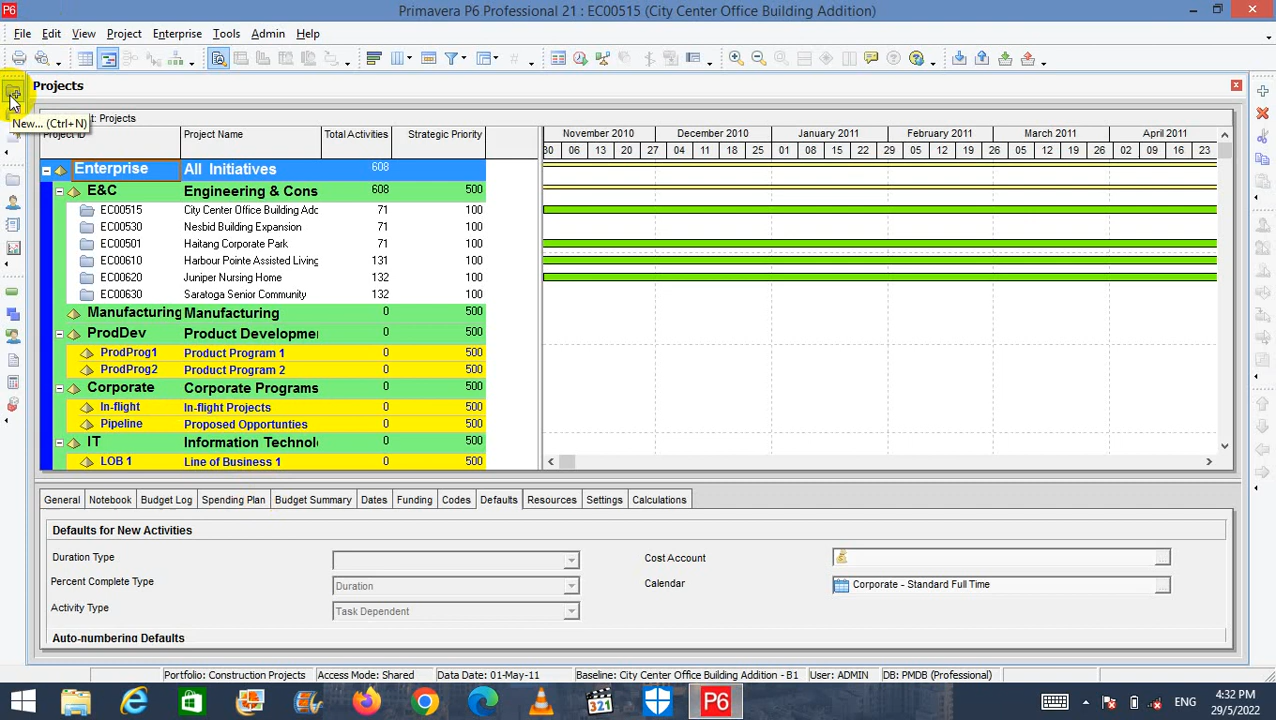 P6 Primavera P6 Professional 21 : EC00515 (City Center Office Building Addition)
File Edit View Project Enterprise Tools Admin Help
Projects
New... (Ctrl+N)
t: Projects
Project ID Project Name Total Activities Strategic Priority November 2010 December 2010 January 2011 February 2011 March 2011 April 2011
30 06 13 20 27 04 11 18 25 01 08 15 22 29 05 12 19 26 05 12 19 26 02 09 16 23
Enterprise All Initiatives 608
E&C Engineering & Cons 608 500
EC00515 City Center Office Building Adc 71 100
EC00530 Nesbid Building Expansion 71 100
EC00501 Haitang Corporate Park 71 100
EC00610 Harbour Pointe Assisted Living 131 100
EC00620 Juniper Nursing Home 132 100
EC00630 Saratoga Senior Community 132 100
Manufacturing Manufacturing 0 500
ProdDev Product Developme 0 500
ProdProg1 Product Program 1 0 500
ProdProg2 Product Program 2 0 500
Corporate Corporate Programs 0 500
In-flight In-flight Projects 0 500
Pipeline Proposed Opportunties 0 500
IT Information Technol 0 500
LOB 1 Line of Business 1 0 500
General Notebook Budget Log Spending Plan Budget Summary Dates Funding Codes Defaults Resources Settings Calculations
Defaults for New Activities
Duration Type Cost Account
Percent Complete Type Duration Calendar Corporate - Standard Full Time
Activity Type Task Dependent
Auto-numbering Defaults
Portfolio: Construction Projects Access Mode: Shared Data Date: 01-May-11 Baseline: City Center Office Building Addition - B1 User: ADMIN DB: PMDB (Professional)
P6 ENG 4:32 PM
29/5/2022